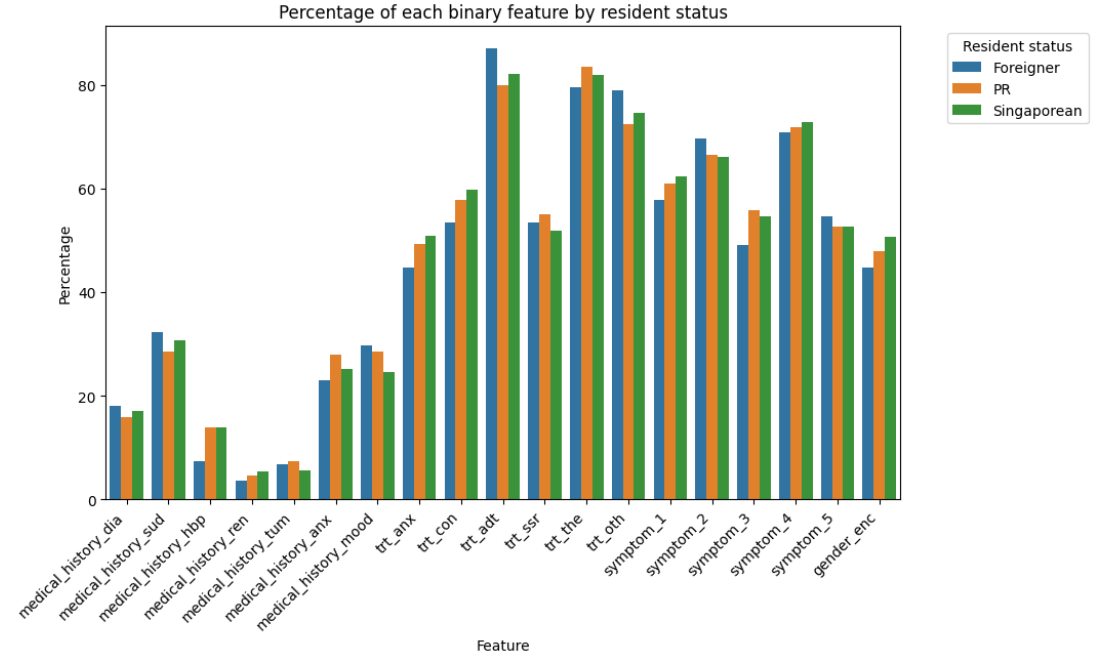 Percentage of each binary feature by resident status
Resident status
Foreigner
PR
Singaporean
Percentage
80
60
40
20
0
medical_history_dia
medical_history_sud
medical_history_hbp
medical_history_ren
medical_history_tum
medical_history_anx
medical_history_mood
trt_anx
trt_con
trt_adt
trt_ssr
trt_the
trt_oth
symptom_1
symptom_2
symptom_3
symptom_4
symptom_5
gender_enc
Feature